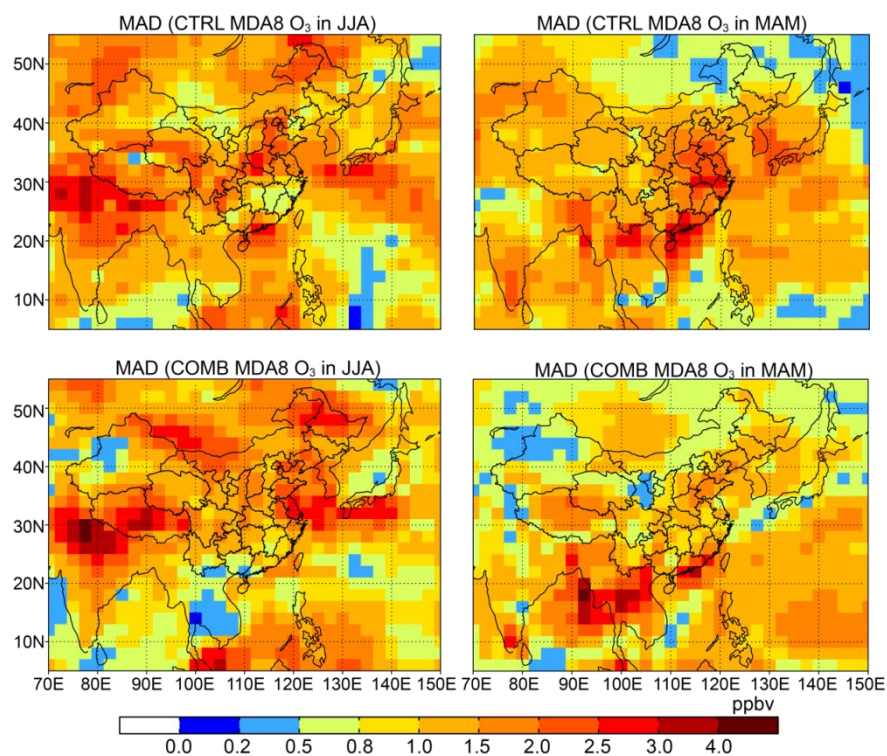 MAD (CTRL MDA8 O₃ in JJA) MAD (CTRL MDA8 O₃ in MAM)
50N
40N
30N
20N
10N
MAD (COMB MDA8 O₃ in JJA) MAD (COMB MDA8 O₃ in MAM)
50N
40N
30N
20N
10N
70E 80E 90E 100E 110E 120E 130E 140E 70E 80E 90E 100E 110E 120E 130E 140E 150E
ppbv
0.0 0.2 0.5 0.8 1.0 1.5 2.0 2.5 3.0 4.0